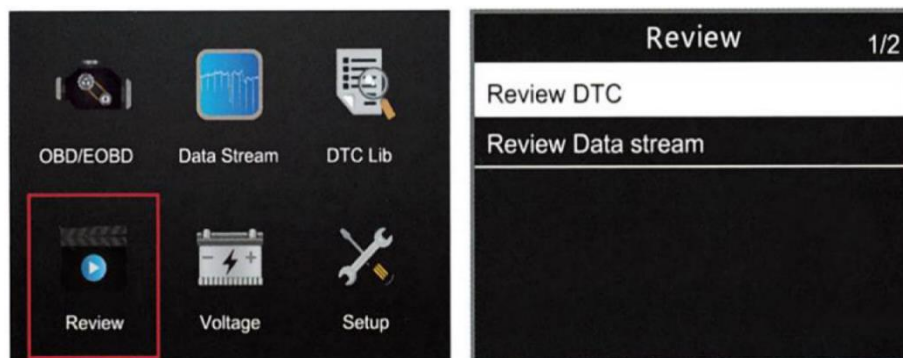 OBD/EOBD Data Stream DTC Lib
Review Voltage Setup
Review 1/2
Review DTC
Review Data stream